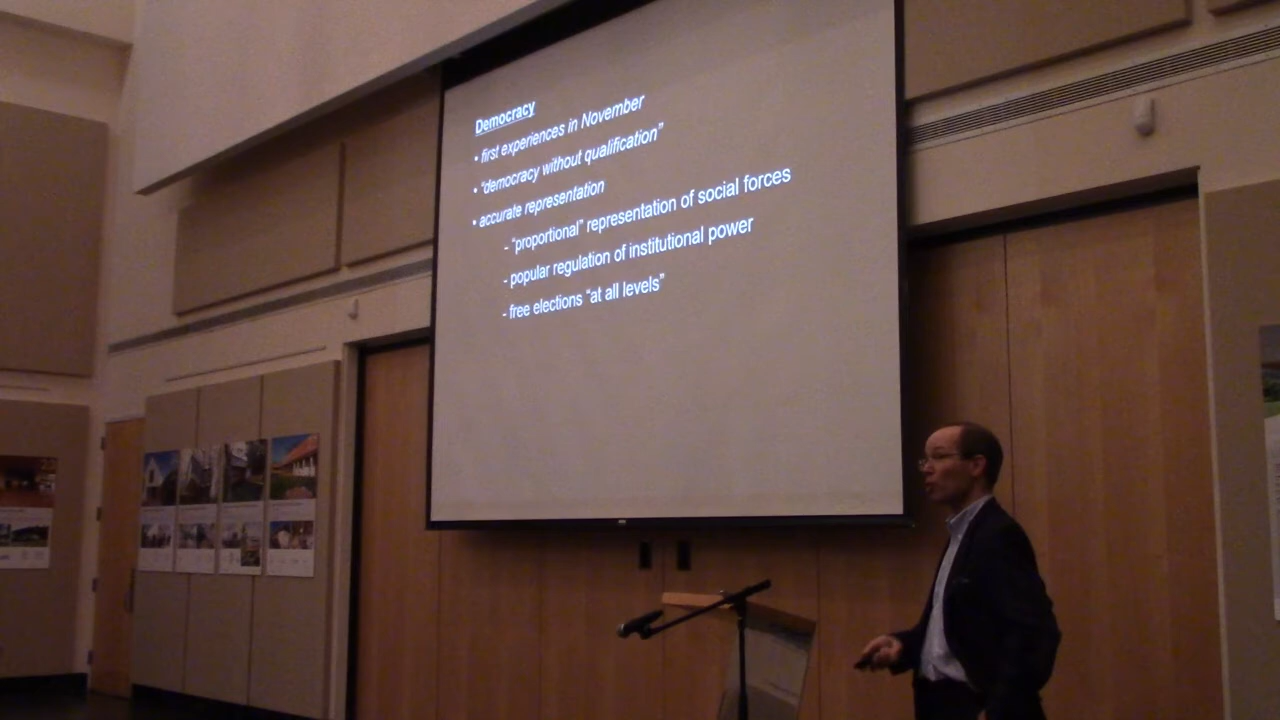 Democracy
• first experiences in November
• "democracy without qualification"
• accurate representation
- "proportional" representation of social forces
- popular regulation of institutional power
- free elections "at all levels"